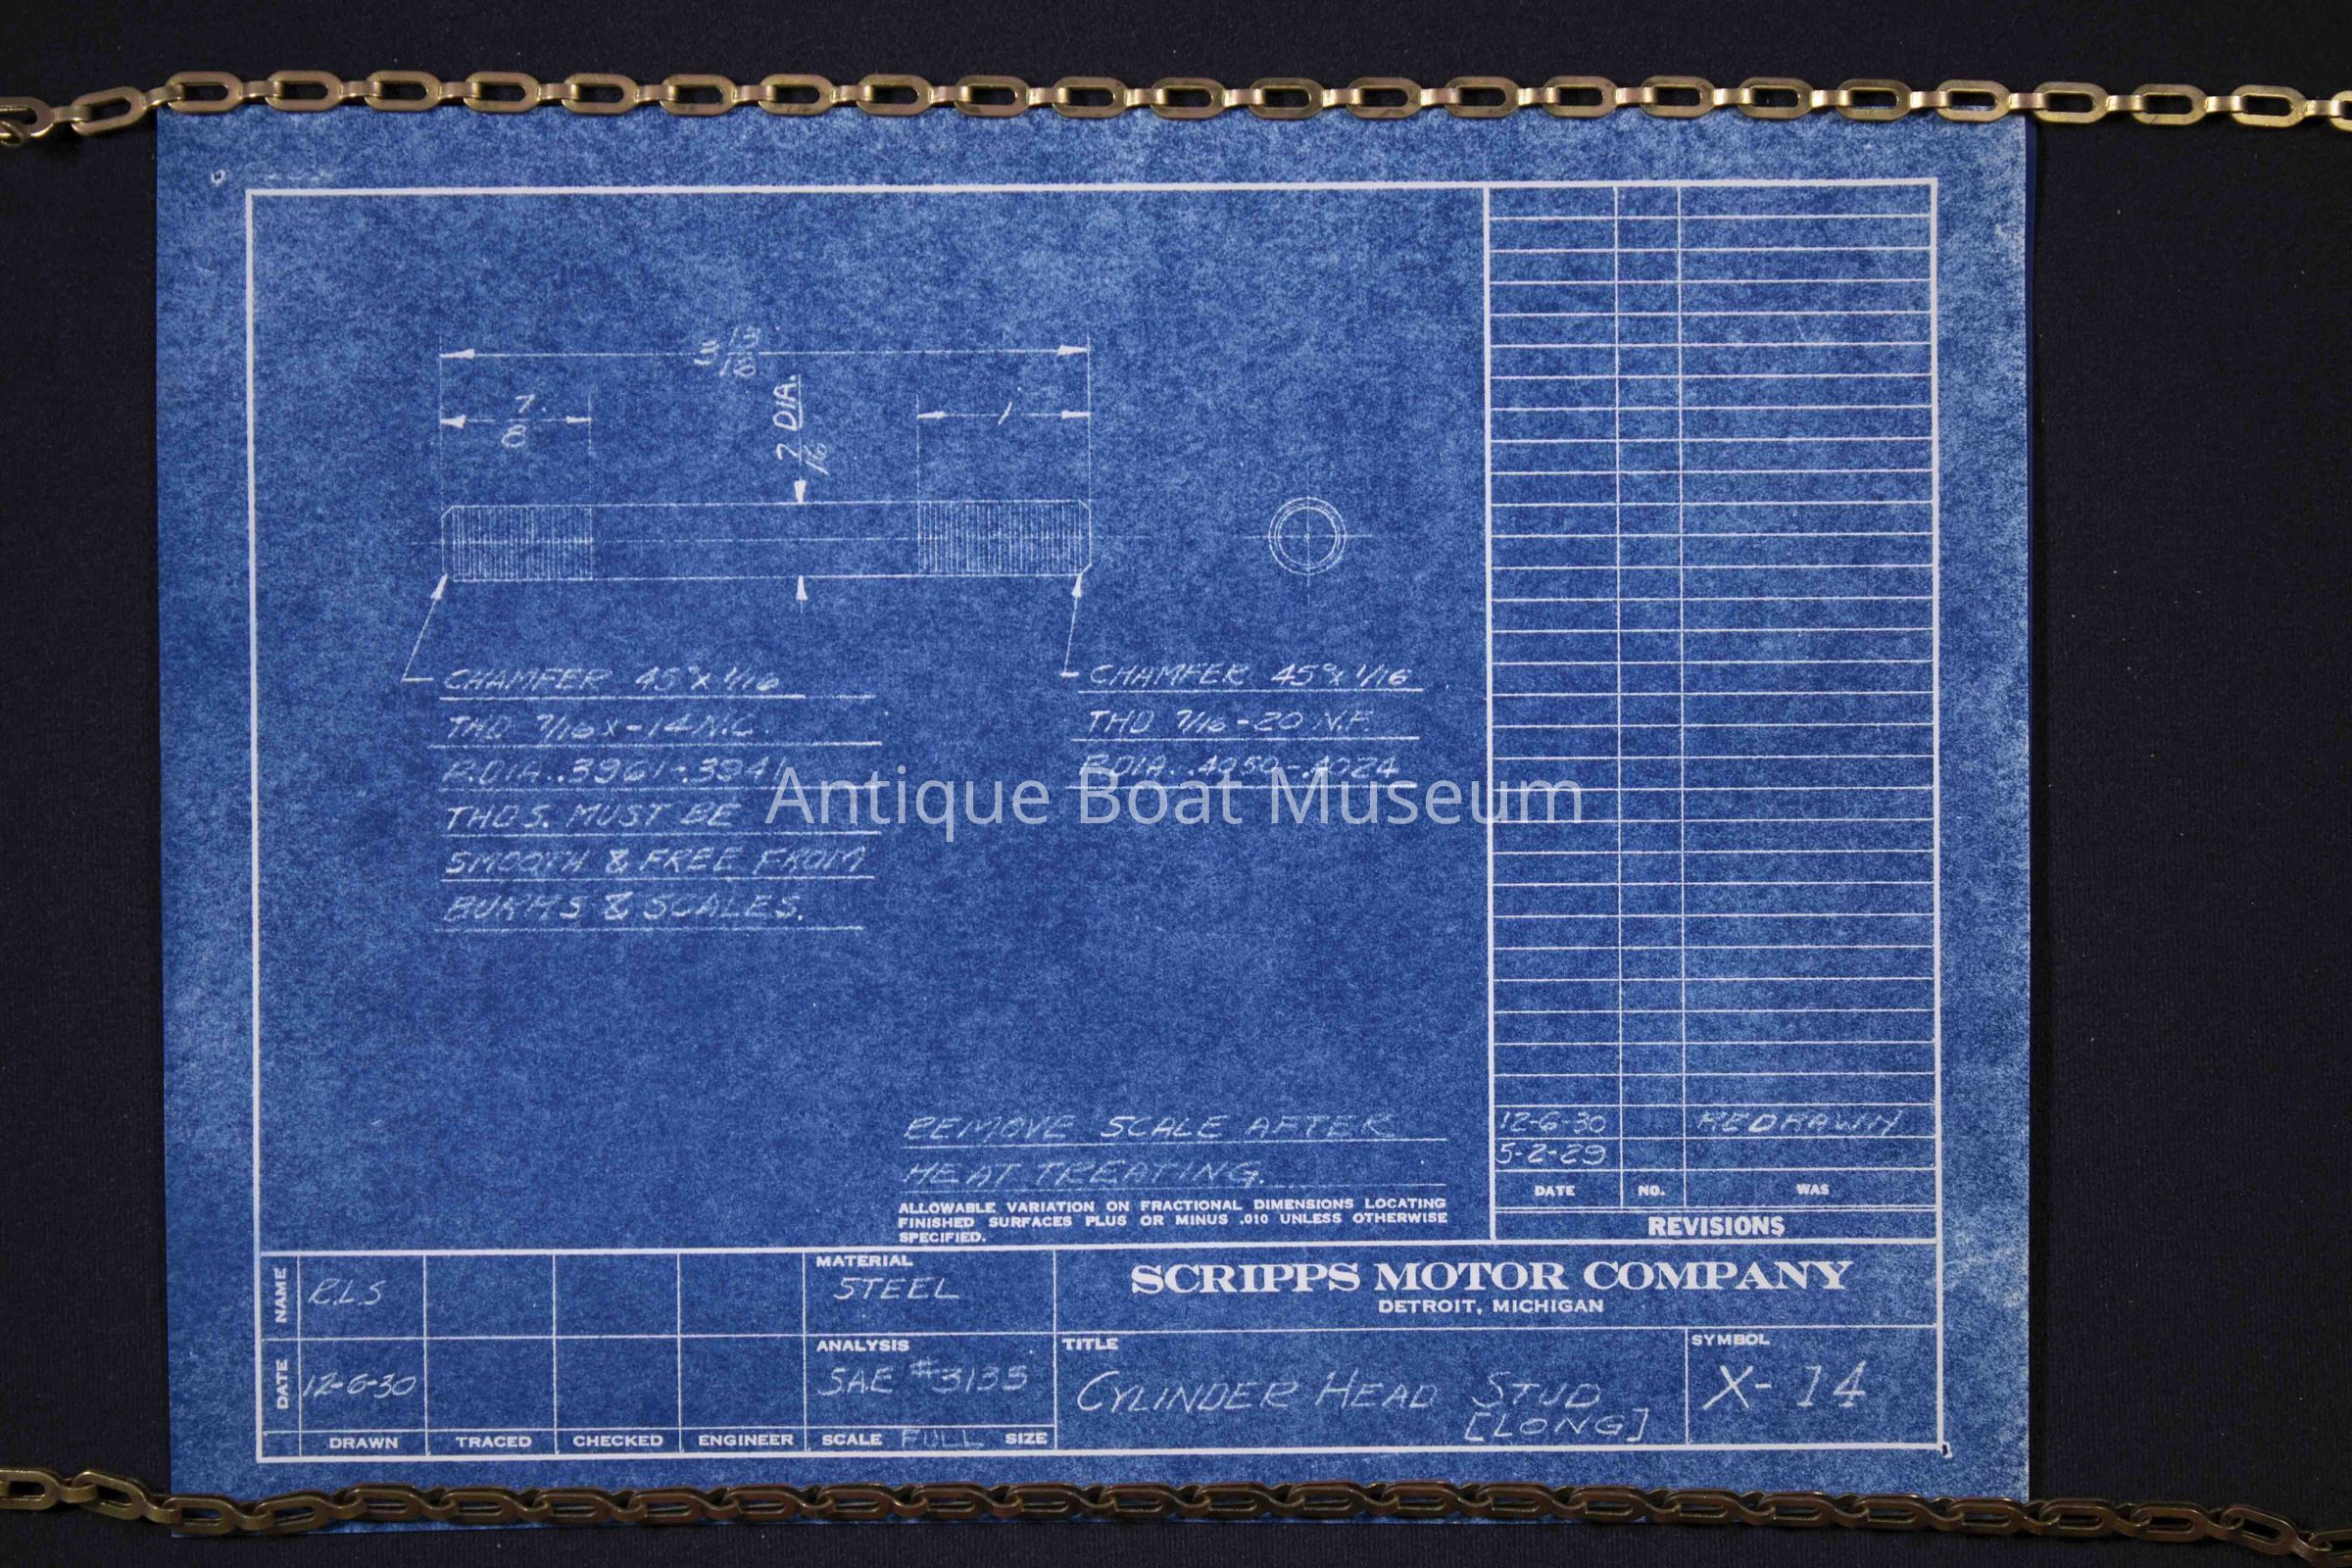 3 13/16
7/8
7/16 DIA.
1
CHAMFER 45° X 1/16
THD 7/16 X - 14 N.C.
P.DIA. .3961-.3941
THDS. MUST BE
SMOOTH & FREE FROM
BURRS & SCALES.
CHAMFER 45° X 1/16
THD 7/16 - 20 N.F.
P.DIA. .4050-.4024
Antique Boat Museum
REMOVE SCALE AFTER
HEAT TREATING.
ALLOWABLE VARIATION ON FRACTIONAL DIMENSIONS LOCATING
FINISHED SURFACES PLUS OR MINUS .010 UNLESS OTHERWISE
SPECIFIED.
12-6-30 REDRAWN
5-2-29
DATE NO. WAS
REVISIONS
NAME R.L.S
DATE 12-6-30
DRAWN TRACED CHECKED ENGINEER
MATERIAL
STEEL
ANALYSIS
SAE #3135
SCALE FULL SIZE
SCRIPPS MOTOR COMPANY
DETROIT, MICHIGAN
TITLE
CYLINDER HEAD STUD
[LONG]
SYMBOL
X-14